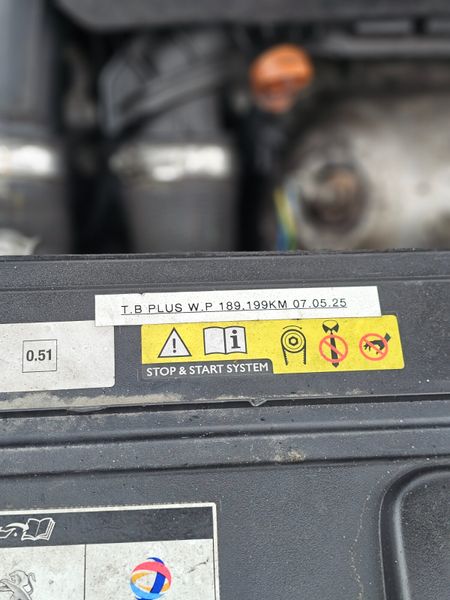 T.B PLUS W.P 189,199KM 07.05.25
0.51
i
STOP & START SYSTEM